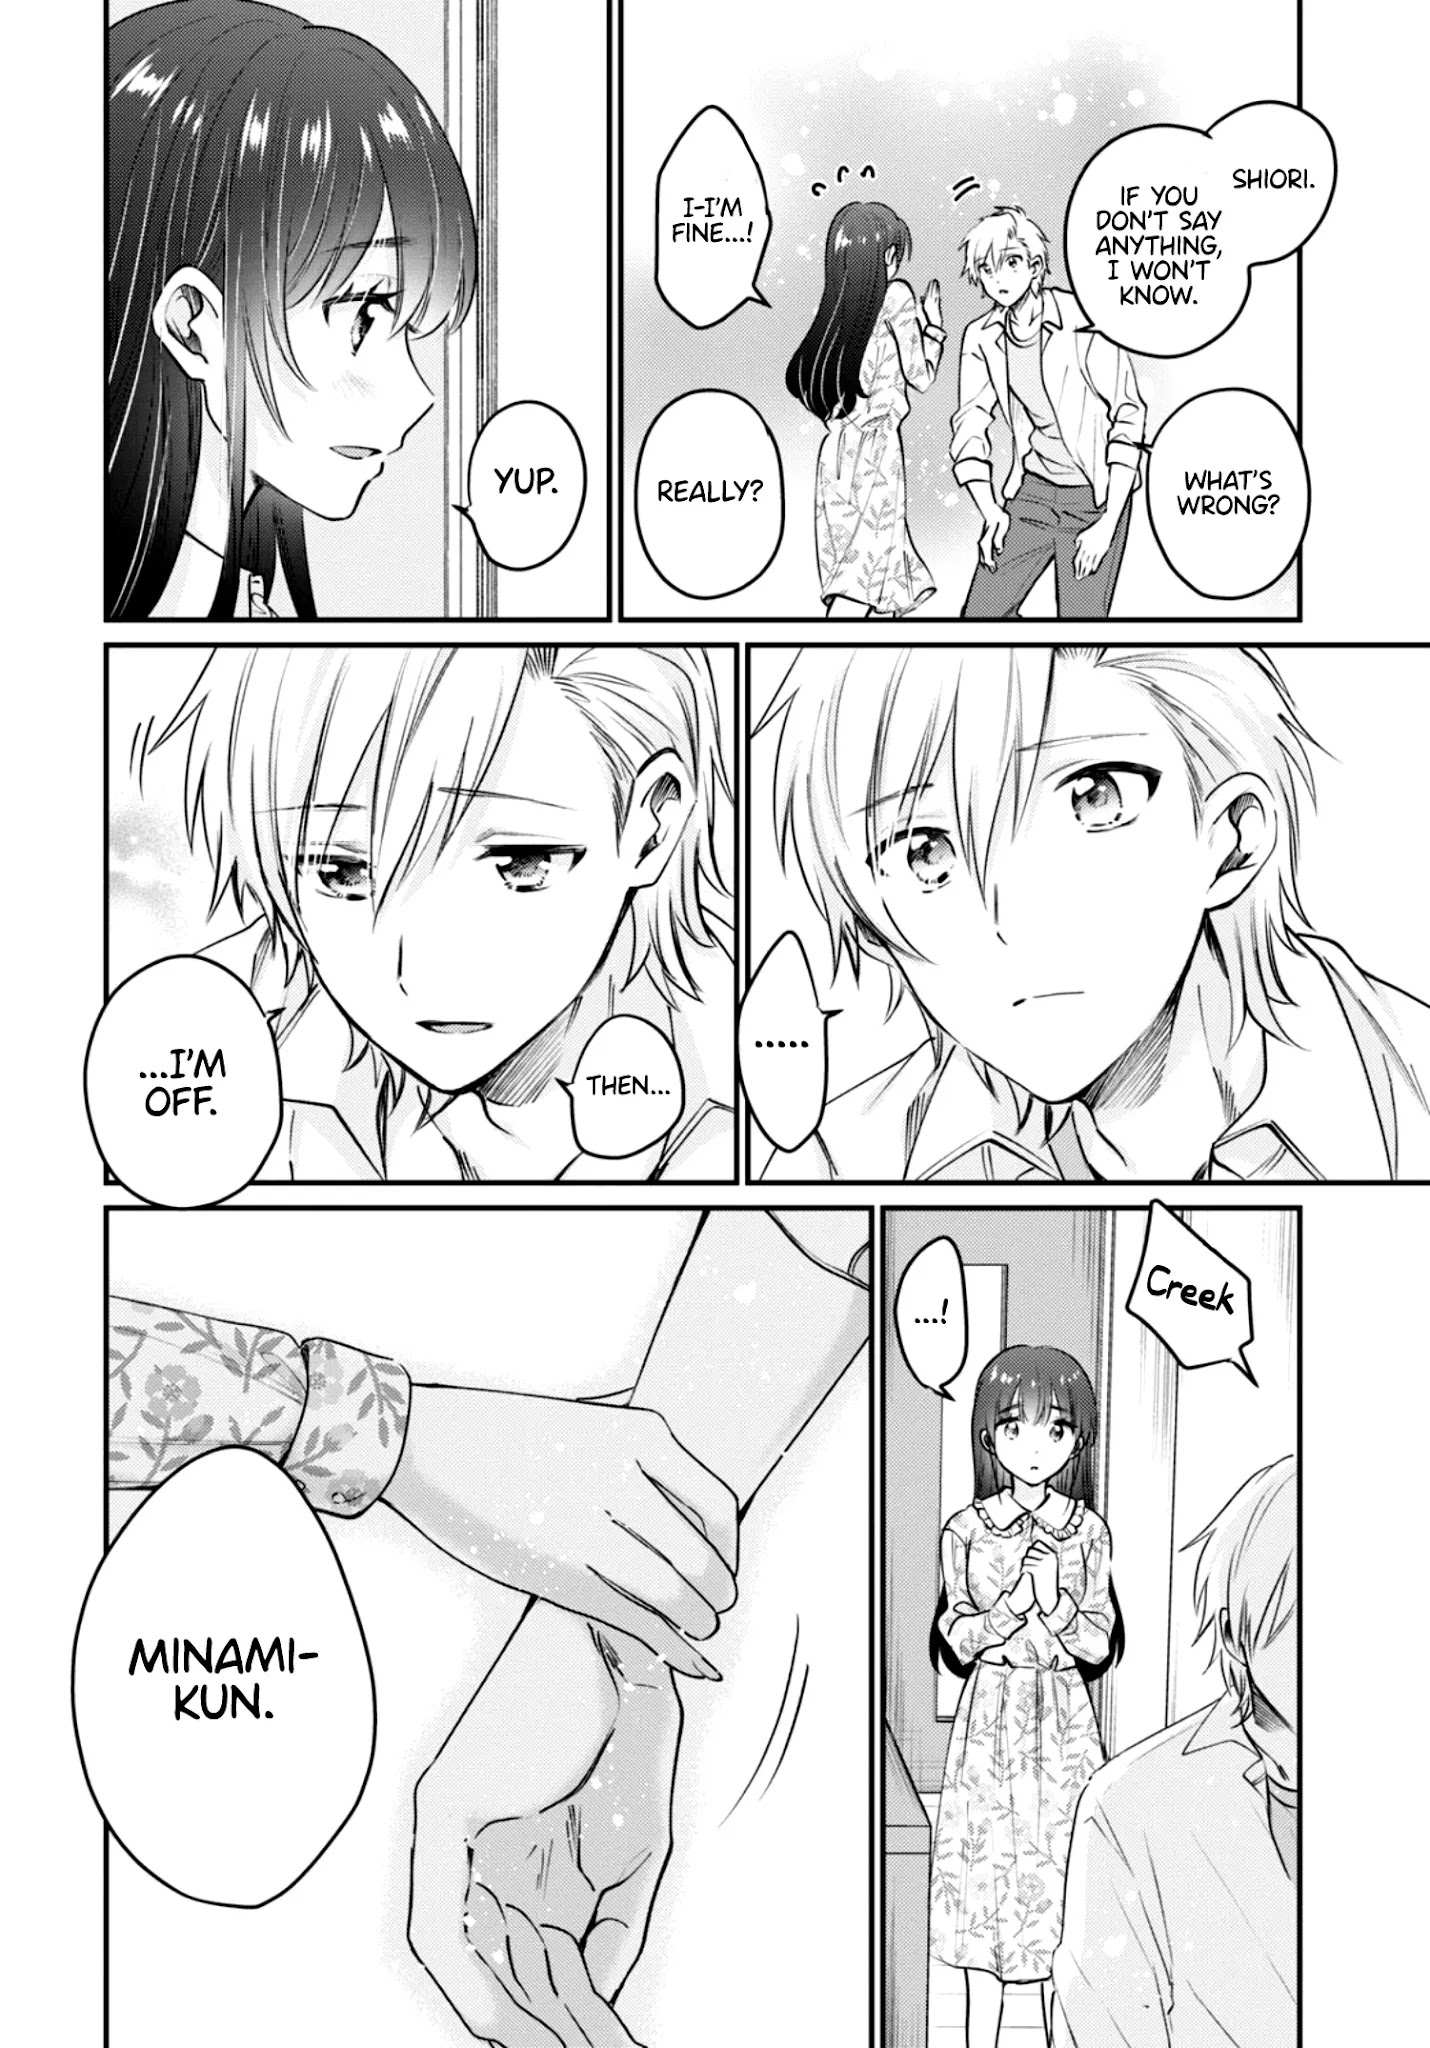 SHIORI.
IF YOU
DON'T SAY
ANYTHING,
I WON'T
KNOW.
WHAT'S
WRONG?
I-I'M
FINE...!
REALLY?
YUP.
.....
THEN...
...I'M
OFF.
Creek
...!
MINAMI-
KUN.